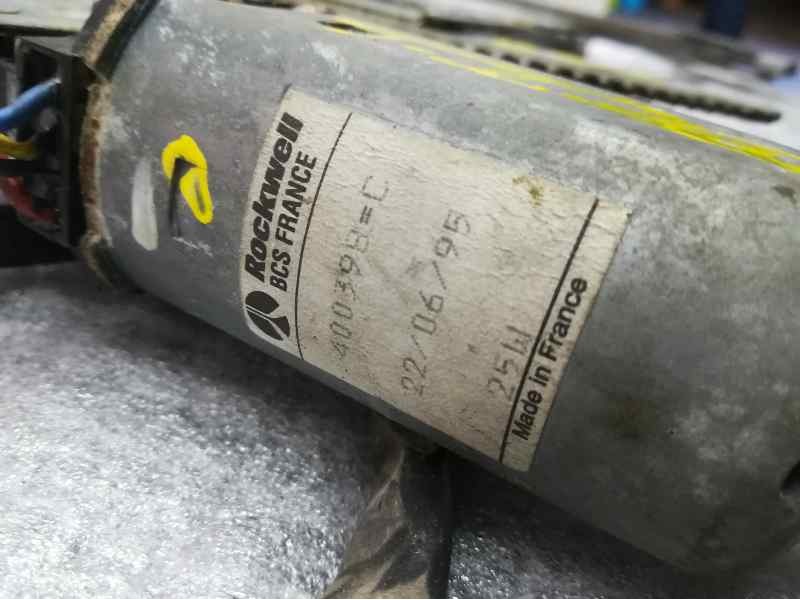 Rockwell
BCS FRANCE
400398=C
22/06/95
25W
Made in France